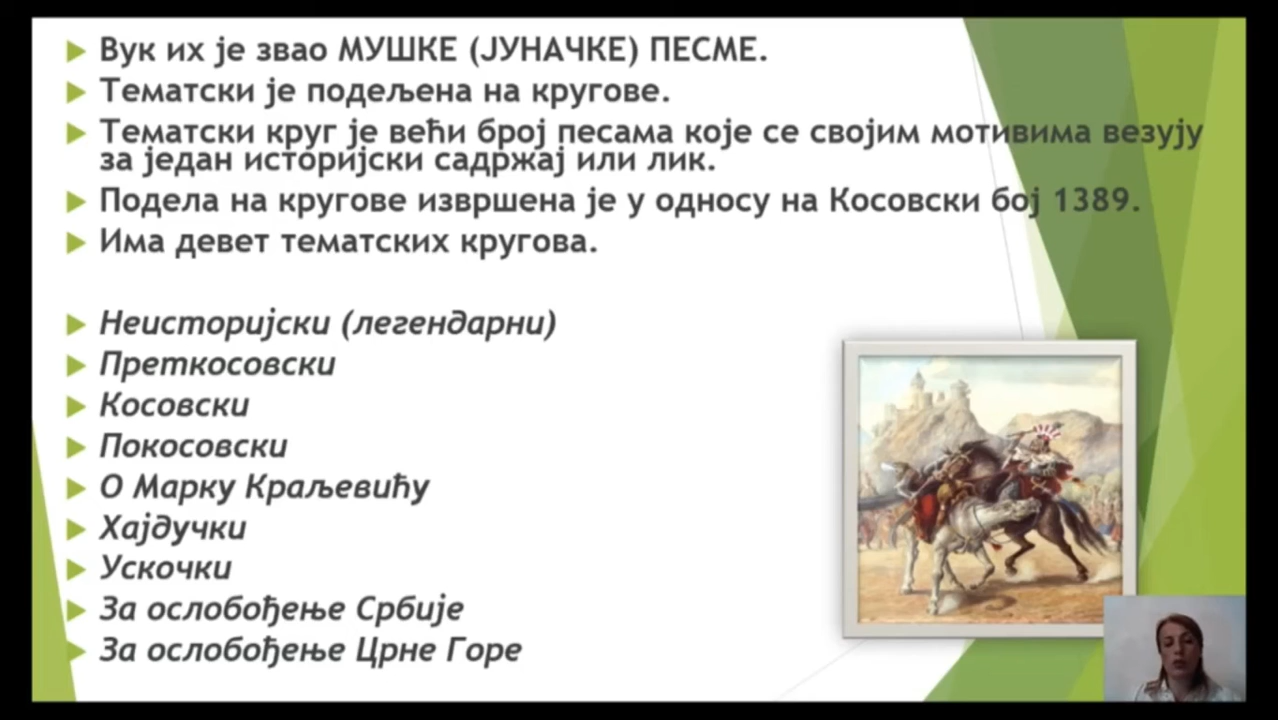 Вук их је звао МУШКЕ (ЈУНАЧКЕ) ПЕСМЕ.
Тематски је подељена на кругове.
Тематски круг је већи број песама које се својим мотивима везују
за један историјски садржај или лик.
Подела на кругове извршена је у односу на Косовски бој 1389.
Има девет тематских кругова.
Неисторијски (легендарни)
Преткосовски
Косовски
Покосовски
О Марку Краљевићу
Хајдучки
Ускочки
За ослобођење Србије
За ослобођење Црне Горе